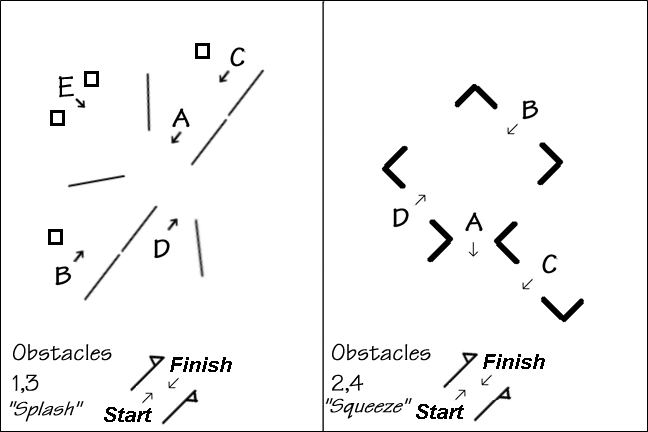 C
E
A
D
B
Obstacles
1,3
"Splash"
Finish
Start
B
D
A
C
Obstacles
2,4
"Squeeze"
Finish
Start